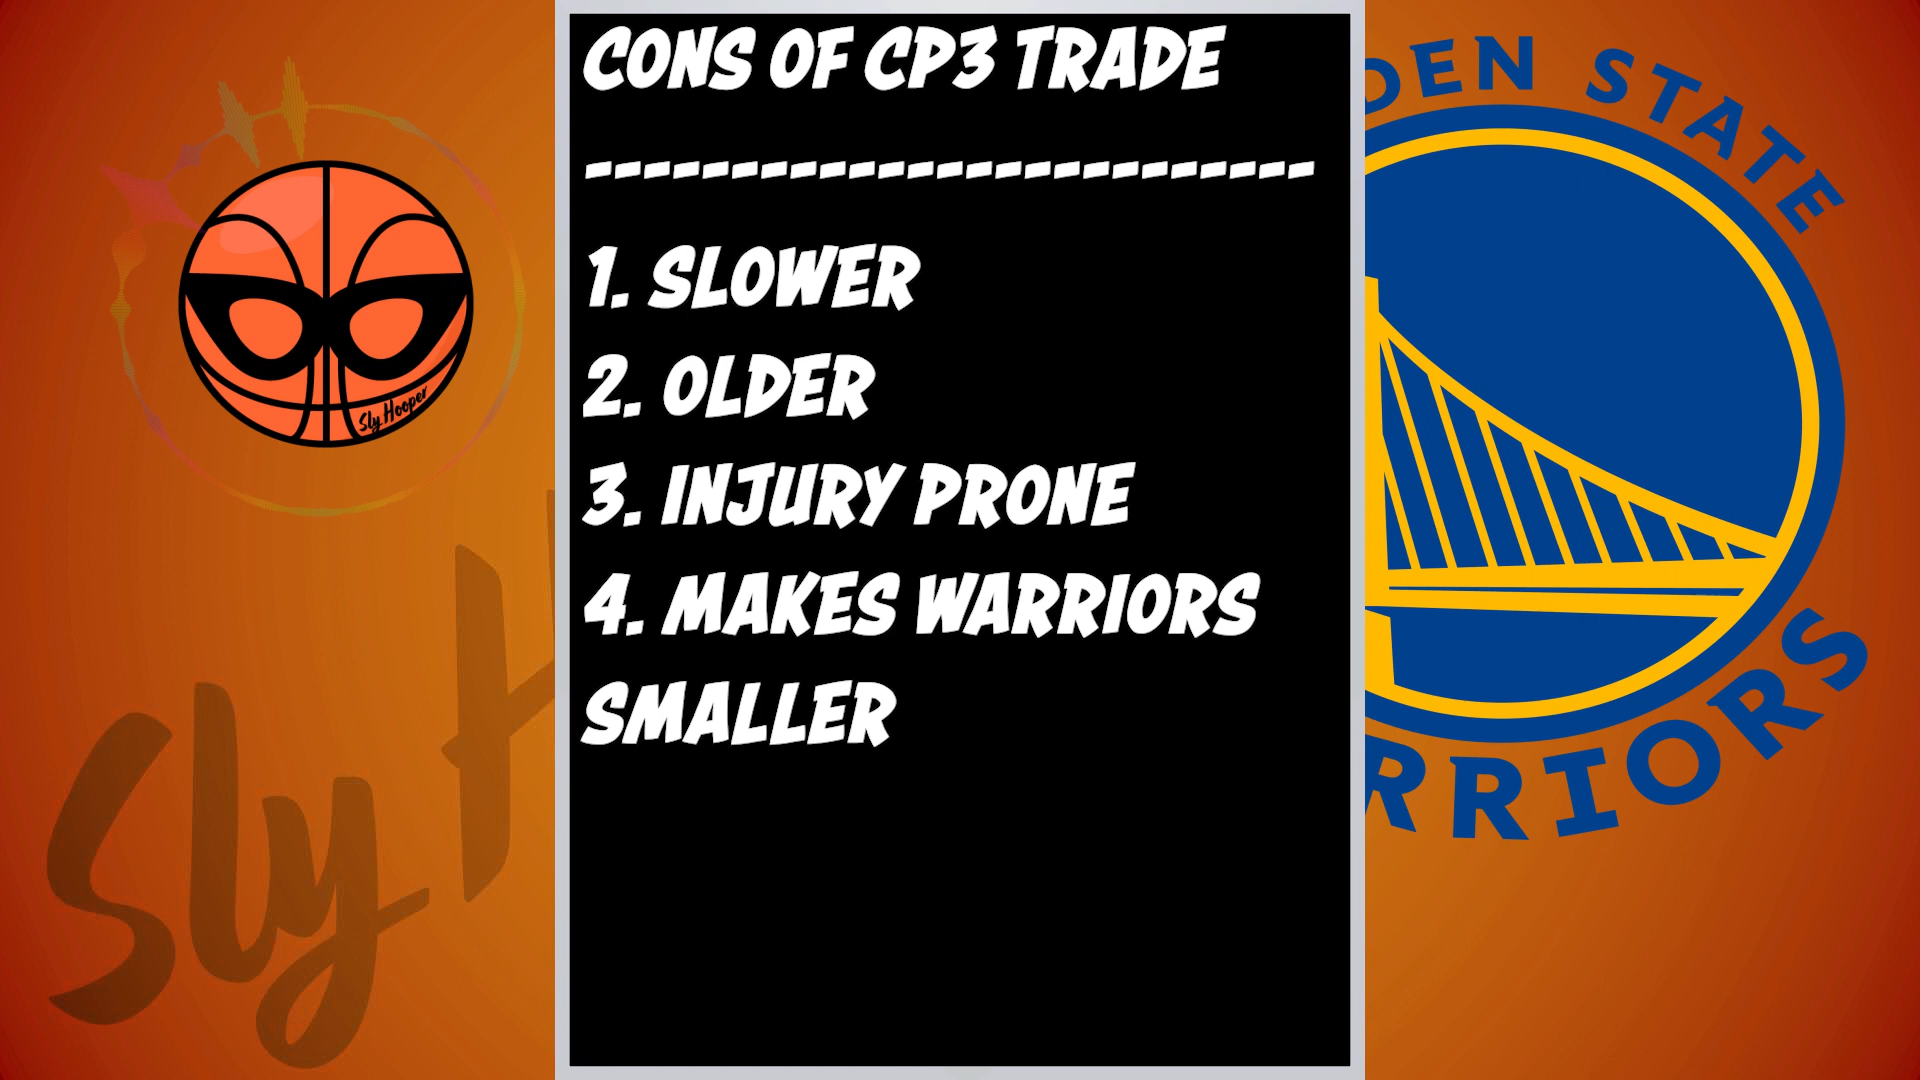 CONS OF CP3 TRADE
-------------------------
1. SLOWER
2. OLDER
3. INJURY PRONE
4. MAKES WARRIORS
SMALLER
Sly Hooper
Sly H
DEN STATE
RRIORS